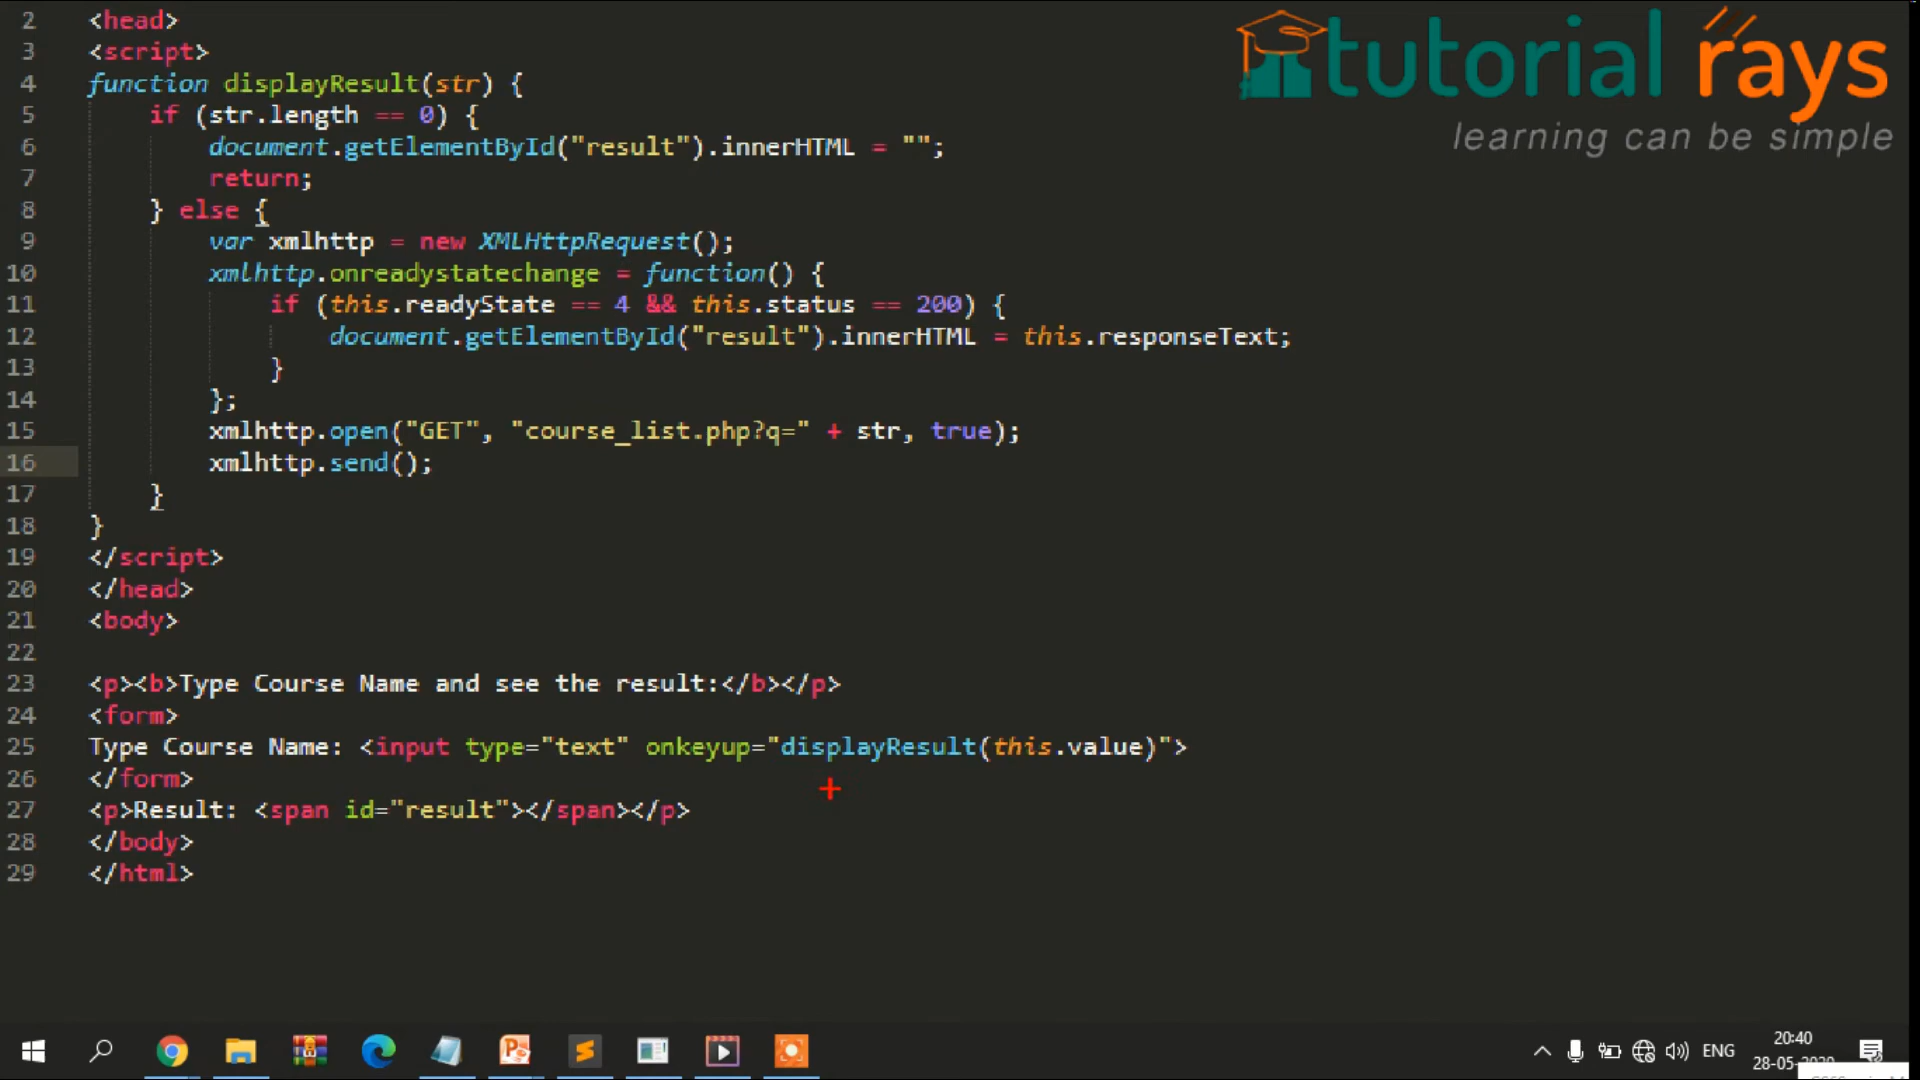 2 <head>
3 <script>
4 function displayResult(str) {
5 if (str.length == 0) {
6 document.getElementById("result").innerHTML = "";
7 return;
8 } else {
9 var xmlhttp = new XMLHttpRequest();
10 xmlhttp.onreadystatechange = function() {
11 if (this.readyState == 4 && this.status == 200) {
12 document.getElementById("result").innerHTML = this.responseText;
13 }
14 };
15 xmlhttp.open("GET", "course_list.php?q=" + str, true);
16 xmlhttp.send();
17 }
18 }
19 </script>
20 </head>
21 <body>
22
23 <p><b>Type Course Name and see the result:</b></p>
24 <form>
25 Type Course Name: <input type="text" onkeyup="displayResult(this.value)">
26 </form>
27 <p>Result: <span id="result"></span></p>
28 </body>
29 </html>
tutorial rays
learning can be simple
ENG
20:40
28-05-2020